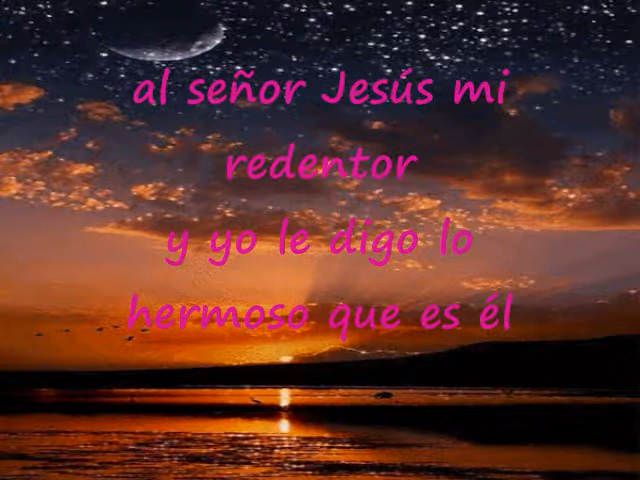 al señor Jesús mi
redentor
y yo le digo lo
hermoso que es él